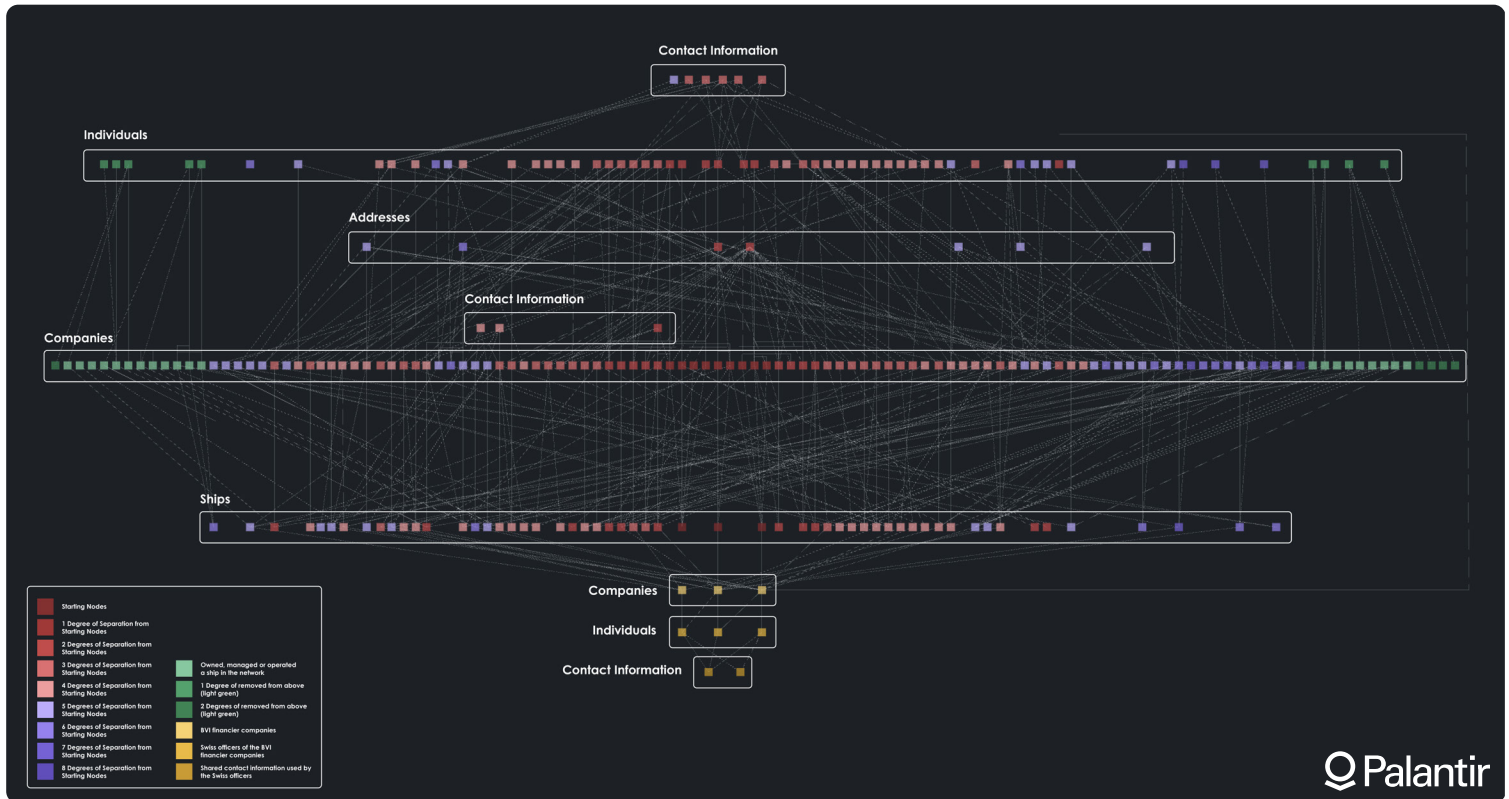 Contact Information
Individuals
Addresses
Contact Information
Companies
Ships
Companies
Individuals
Contact Information
Starting Nodes
1 Degree of Separation from
Starting Nodes
2 Degrees of Separation from
Starting Nodes
3 Degrees of Separation from
Starting Nodes
4 Degrees of Separation from
Starting Nodes
5 Degrees of Separation from
Starting Nodes
6 Degrees of Separation from
Starting Nodes
7 Degrees of Separation from
Starting Nodes
8 Degrees of Separation from
Starting Nodes
Owned, managed or operated
a ship in the network
1 Degree of removed from above
(light green)
2 Degrees of removed from above
(light green)
BVI financier companies
Swiss officers of the BVI
financier companies
Shared contact information used by
the Swiss officers
Palantir